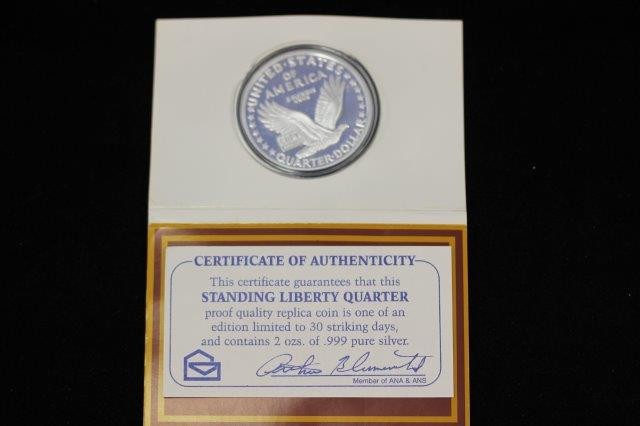 UNITED·STATES
OF
AMERICA
QUARTER·DOLLAR
CERTIFICATE OF AUTHENTICITY
This certificate guarantees that this
STANDING LIBERTY QUARTER
proof quality replica coin is one of an
edition limited to 30 striking days,
and contains 2 ozs. of .999 pure silver.
Member of ANA & ANS